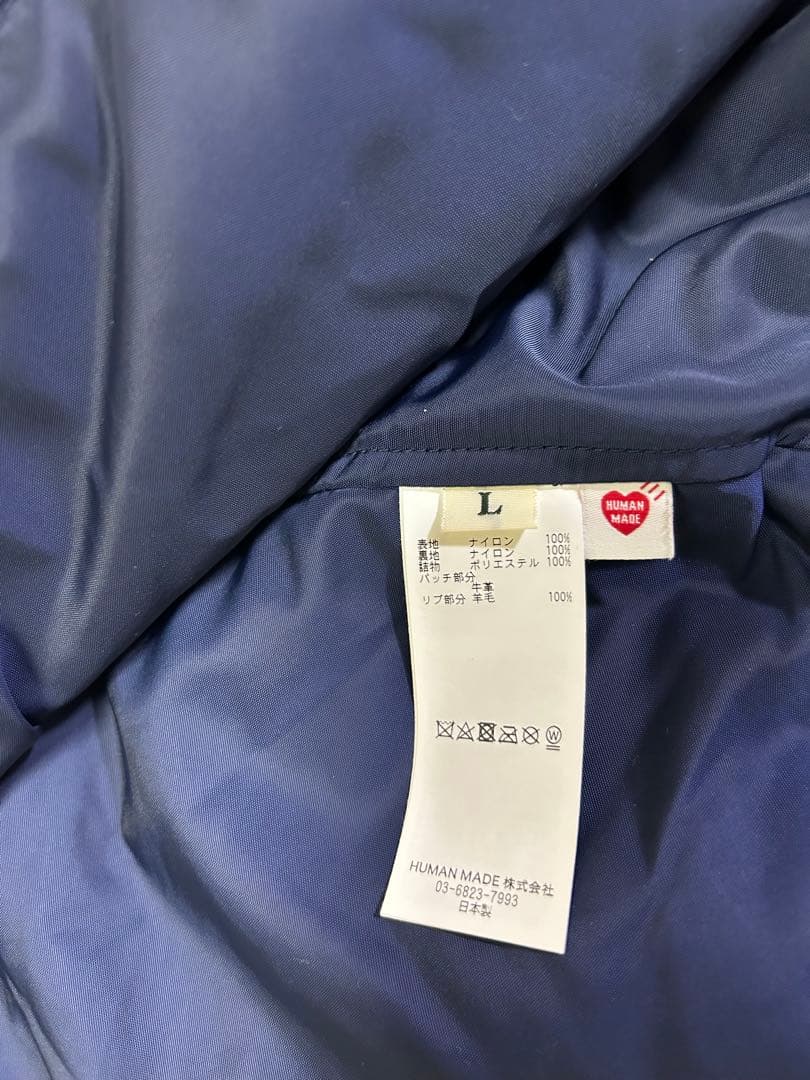 L
HUMAN
MADE
表地 ナイロン 100%
裏地 ナイロン 100%
詰物 ポリエステル 100%
パッチ部分
牛革
リブ部分 羊毛 100%
W
HUMAN MADE 株式会社
03-6823-7993
日本製